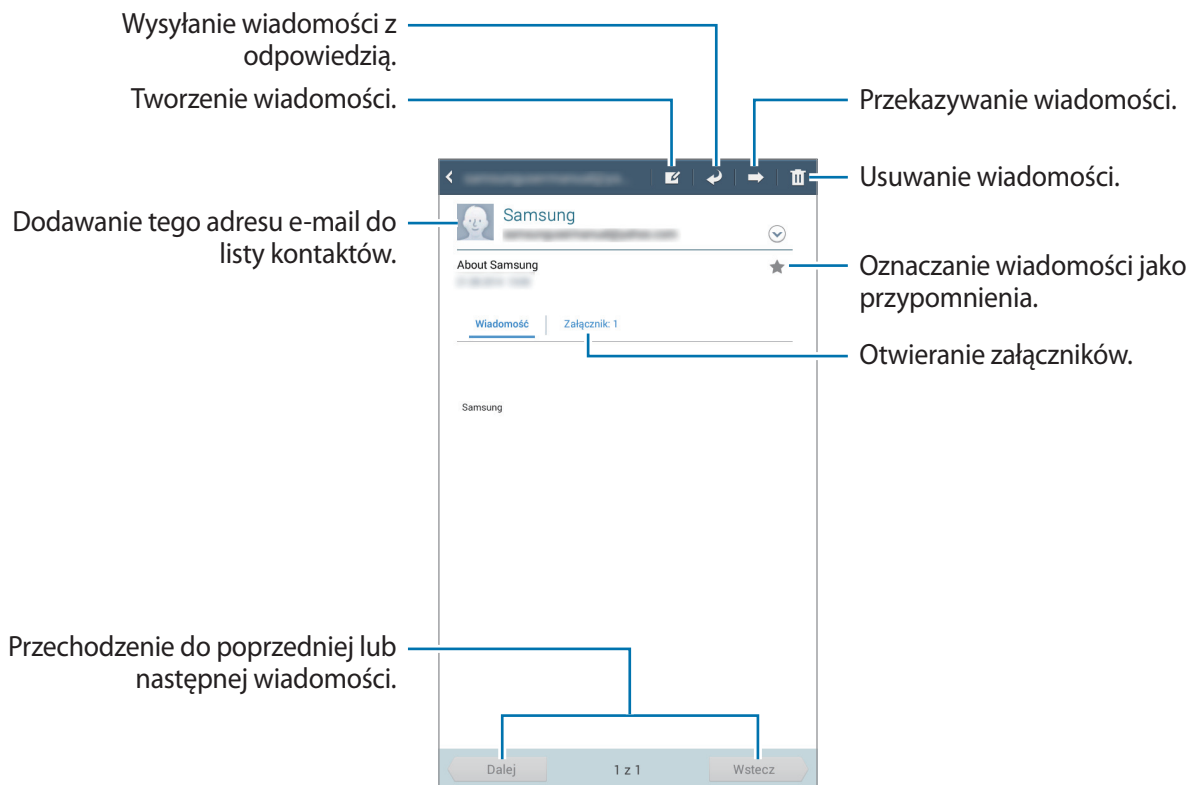 Wysyłanie wiadomości z
odpowiedzią.
Tworzenie wiadomości.
Przekazywanie wiadomości.
Usuwanie wiadomości.
Dodawanie tego adresu e-mail do
listy kontaktów.
Samsung
About Samsung
Oznaczanie wiadomości jako
przypomnienia.
Wiadomość
Załącznik: 1
Otwieranie załączników.
Samsung
Przechodzenie do poprzedniej lub
następnej wiadomości.
Dalej
1 z 1
Wstecz